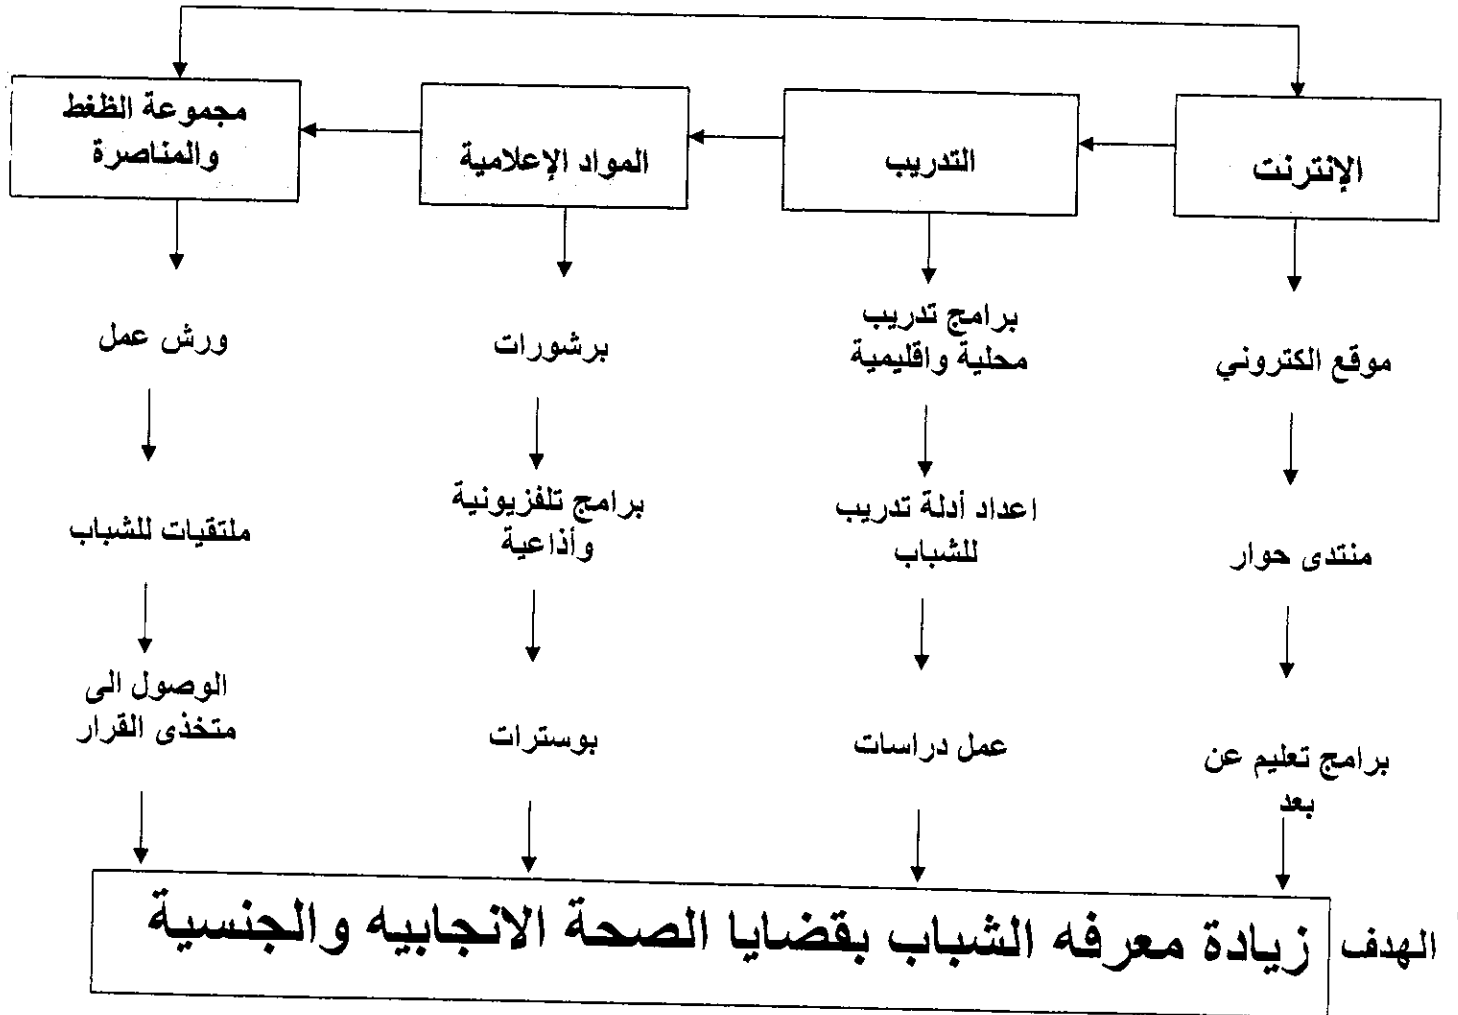 الإنترنت
التدريب
المواد الإعلامية
مجموعة الظغط
والمناصرة
موقع الكتروني
برامج تدريب
محلية واقليمية
برشورات
ورش عمل
منتدى حوار
اعداد أدلة تدريب
للشباب
برامج تلفزيونية
وأذاعية
ملتقيات للشباب
برامج تعليم عن
بعد
عمل دراسات
بوسترات
الوصول الى
متخذى القرار
الهدف
زيادة معرفه الشباب بقضايا الصحة الانجابيه والجنسية